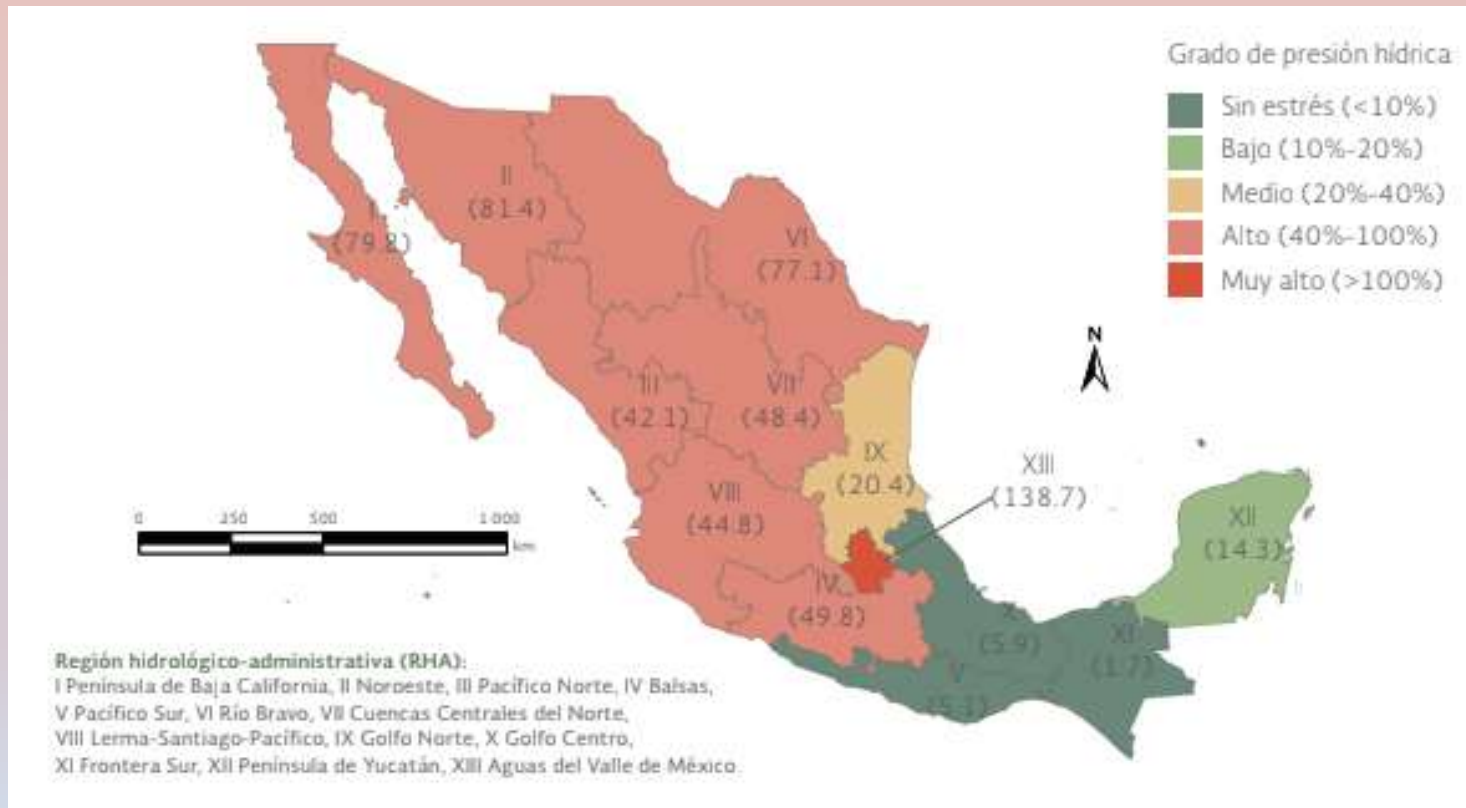 Grado de presión hídrica
Sin estrés (<10%)
Bajo (10%-20%)
Medio (20%-40%)
Alto (40%-100%)
Muy alto (>100%)
II
(81.4)
I
(79.8)
VI
(77.1)
N
III
(42.1)
VII
(48.4)
IX
(20.4)
XIII
(138.7)
VIII
(44.8)
XII
(14.3)
0 250 500 1 000
km
IV
(49.8)
X
(5.9)
XI
(1.7)
V
(5.1)
Región hidrológico-administrativa (RHA):
I Península de Baja California, II Noroeste, III Pacífico Norte, IV Balsas,
V Pacífico Sur, VI Río Bravo, VII Cuencas Centrales del Norte,
VIII Lerma-Santiago-Pacífico, IX Golfo Norte, X Golfo Centro,
XI Frontera Sur, XII Península de Yucatán, XIII Aguas del Valle de México